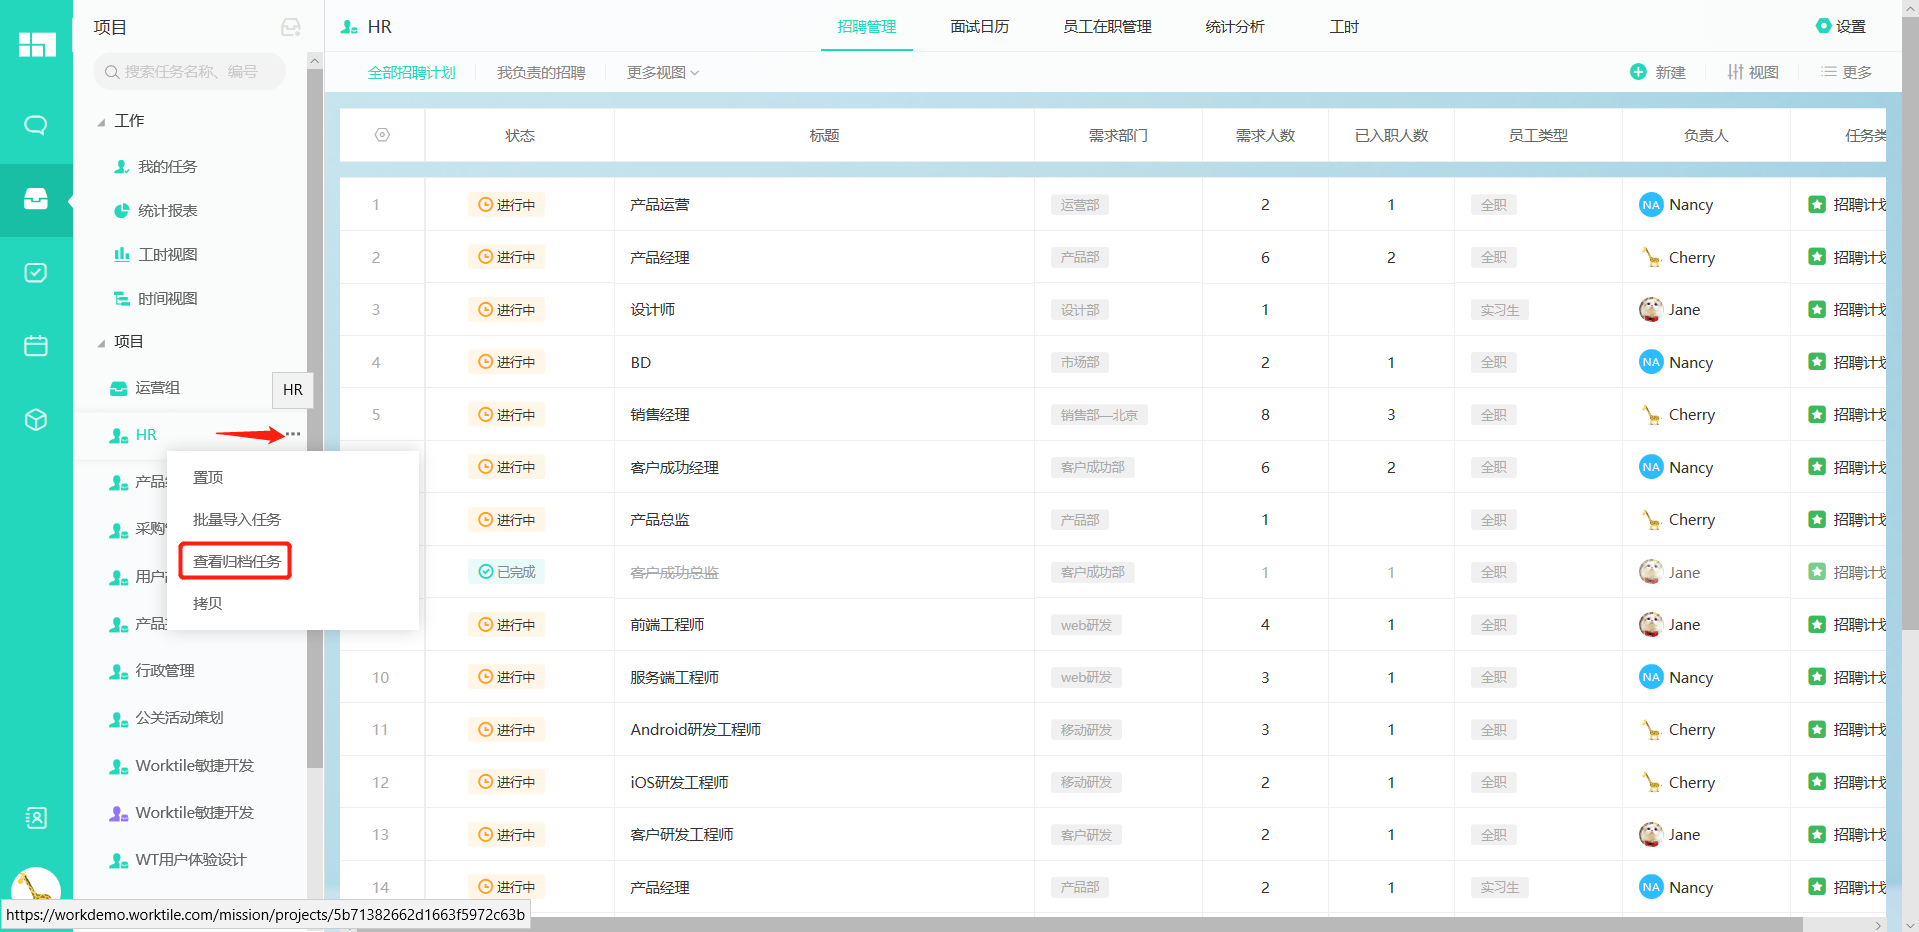 项目
搜索任务名称、编号
工作
我的任务
统计报表
工时视图
时间视图
项目
运营组
HR
HR
产品
采购
用户
产品
行政管理
公关活动策划
Worktile敏捷开发
Worktile敏捷开发
WT用户体验设计
置顶
批量导入任务
查看归档任务
拷贝
https://workdemo.worktile.com/mission/projects/5b71382662d1663f5972c63b
HR 招聘管理 面试日历 员工在职管理 统计分析 工时 设置
全部招聘计划 我负责的招聘 更多视图 新建 视图 更多
状态 标题 需求部门 需求人数 已入职人数 员工类型 负责人 任务类
1 进行中 产品运营 运营部 2 1 全职 NA Nancy 招聘计划
2 进行中 产品经理 产品部 6 2 全职 Cherry 招聘计划
3 进行中 设计师 设计部 1 实习生 Jane 招聘计划
4 进行中 BD 市场部 2 1 全职 NA Nancy 招聘计划
5 进行中 销售经理 销售部—北京 8 3 全职 Cherry 招聘计划
进行中 客户成功经理 客户成功部 6 2 全职 NA Nancy 招聘计划
进行中 产品总监 产品部 1 全职 Cherry 招聘计划
已完成 客户成功总监 客户成功部 1 1 全职 Jane 招聘计划
进行中 前端工程师 web研发 4 1 全职 Jane 招聘计划
10 进行中 服务端工程师 web研发 3 1 全职 NA Nancy 招聘计划
11 进行中 Android研发工程师 移动研发 3 1 全职 Cherry 招聘计划
12 进行中 iOS研发工程师 移动研发 2 1 全职 Cherry 招聘计划
13 进行中 客户研发工程师 客户研发 2 1 全职 Jane 招聘计划
14 进行中 产品经理 产品部 2 1 实习生 NA Nancy 招聘计划